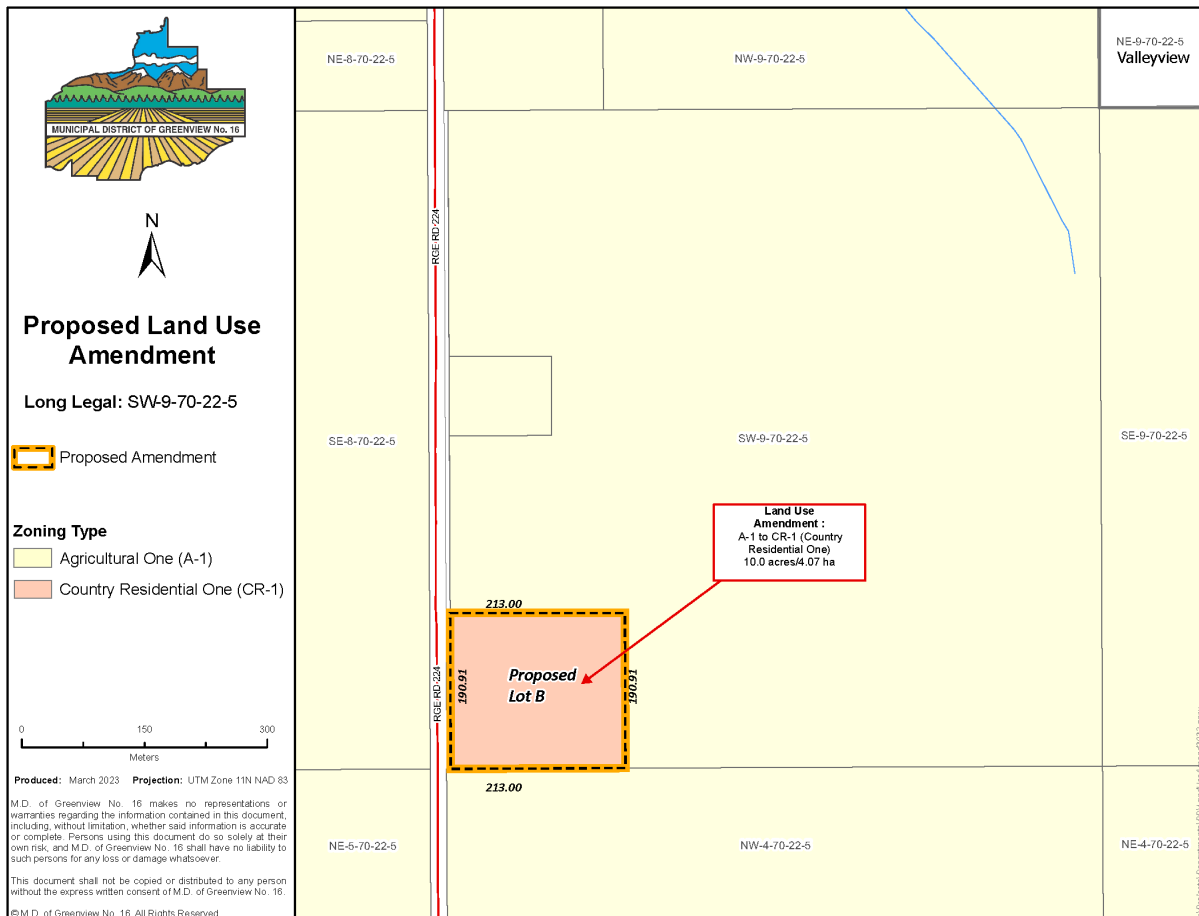 MUNICIPAL DISTRICT OF GREENVIEW No. 16
N
Proposed Land Use
Amendment
Long Legal: SW-9-70-22-5
Proposed Amendment
Zoning Type
Agricultural One (A-1)
Country Residential One (CR-1)
0 150 300
Meters
Produced: March 2023 Projection: UTM Zone 11N NAD 83
M.D. of Greenview No. 16 makes no representations or
warranties regarding the information contained in this document,
including, without limitation, whether said information is accurate
or complete. Persons using this document do so solely at their
own risk, and M.D. of Greenview No. 16 shall have no liability to
such persons for any loss or damage whatsoever.
This document shall not be copied or distributed to any person
without the express written consent of M.D. of Greenview No. 16.
© M.D. of Greenview No. 16. All Rights Reserved.
NE-8-70-22-5
NW-9-70-22-5
NE-9-70-22-5
Valleyview
RGE-RD-224
SE-8-70-22-5
SW-9-70-22-5
SE-9-70-22-5
Land Use
Amendment :
A-1 to CR-1 (Country
Residential One)
10.0 acres/4.07 ha
213.00
RGE-RD-224
190.91
Proposed
Lot B
190.91
213.00
NE-5-70-22-5
NW-4-70-22-5
NE-4-70-22-5